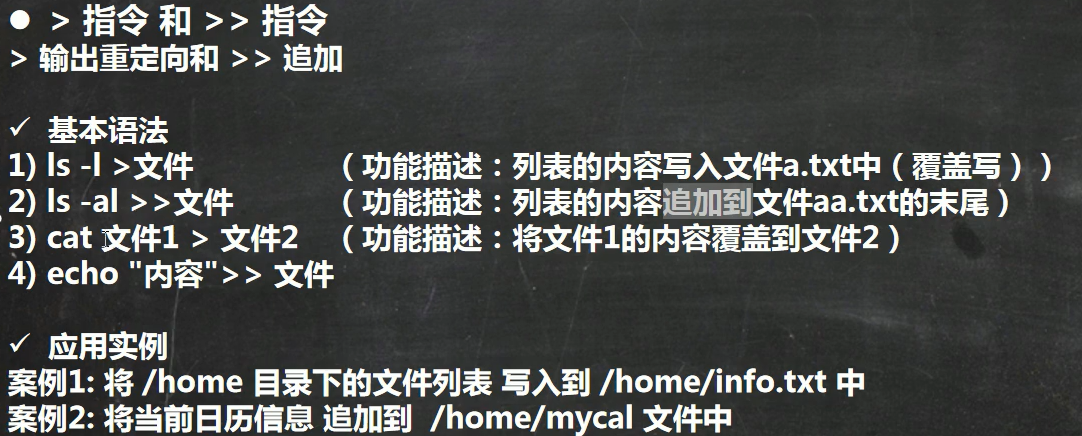 ● > 指令 和 >> 指令
> 输出重定向和 >> 追加
✓ 基本语法
1) ls -l >文件 （功能描述：列表的内容写入文件a.txt中（覆盖写））
2) ls -al >>文件 （功能描述：列表的内容追加到文件aa.txt的末尾）
3) cat 文件1 > 文件2 （功能描述：将文件1的内容覆盖到文件2）
4) echo "内容">> 文件
✓ 应用实例
案例1: 将 /home 目录下的文件列表 写入到 /home/info.txt 中
案例2: 将当前日历信息 追加到 /home/mycal 文件中